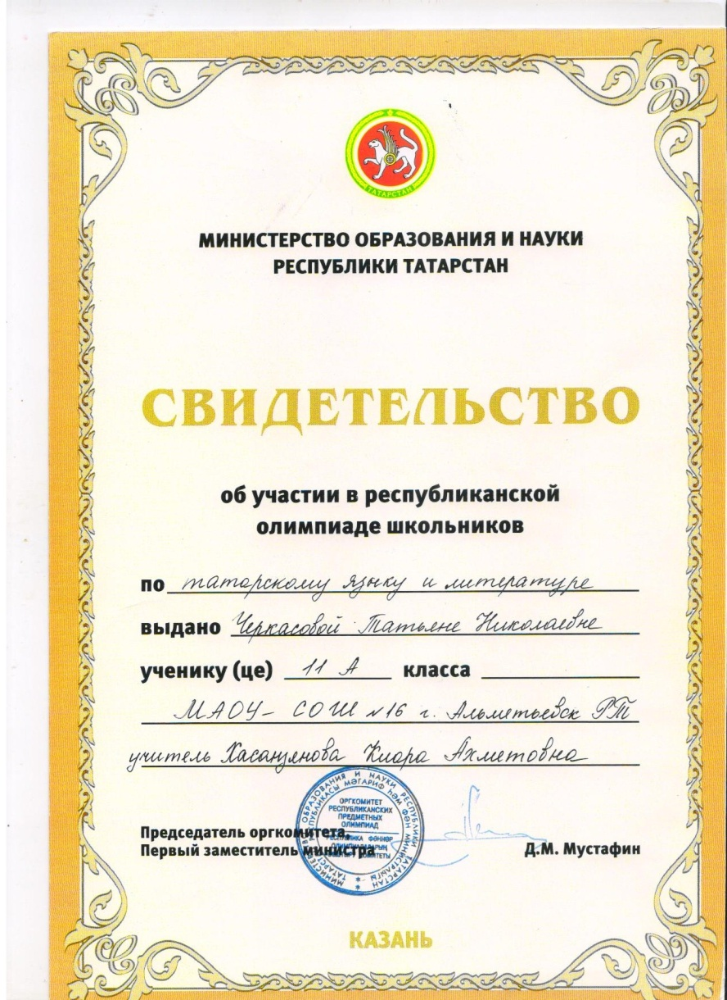 ТАТАРСТАН
МИНИСТЕРСТВО ОБРАЗОВАНИЯ И НАУКИ
РЕСПУБЛИКИ ТАТАРСТАН
СВИДЕТЕЛЬСТВО
об участии в республиканской
олимпиаде школьников
по татарскому языку и литературе
выдано Черкасовой Татьяне Николаевне
ученику (це) 11 А класса
МАОУ- СОШ №16 г. Альметьевск РТ
учитель Хасанзянова Клара Ахметовна
ОРГКОМИТЕТ
РЕСПУБЛИКАНСКИХ
ПРЕДМЕТНЫХ
ОЛИМПИАД
Председатель оргкомитета,
Первый заместитель министра Д.М. Мустафин
КАЗАНЬ